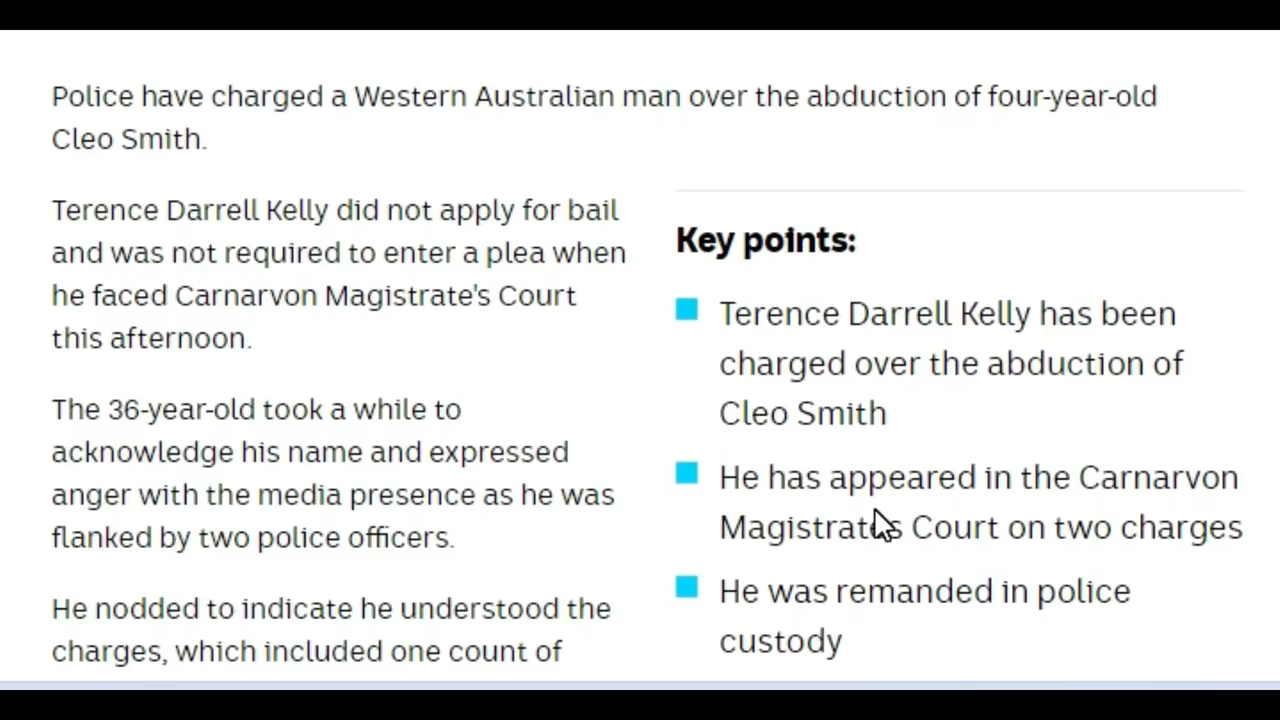 Police have charged a Western Australian man over the abduction of four-year-old
Cleo Smith.
Terence Darrell Kelly did not apply for bail
and was not required to enter a plea when
he faced Carnarvon Magistrate's Court
this afternoon.
The 36-year-old took a while to
acknowledge his name and expressed
anger with the media presence as he was
flanked by two police officers.
He nodded to indicate he understood the
charges, which included one count of
Key points:
Terence Darrell Kelly has been
charged over the abduction of
Cleo Smith
He has appeared in the Carnarvon
Magistrates Court on two charges
He was remanded in police
custody